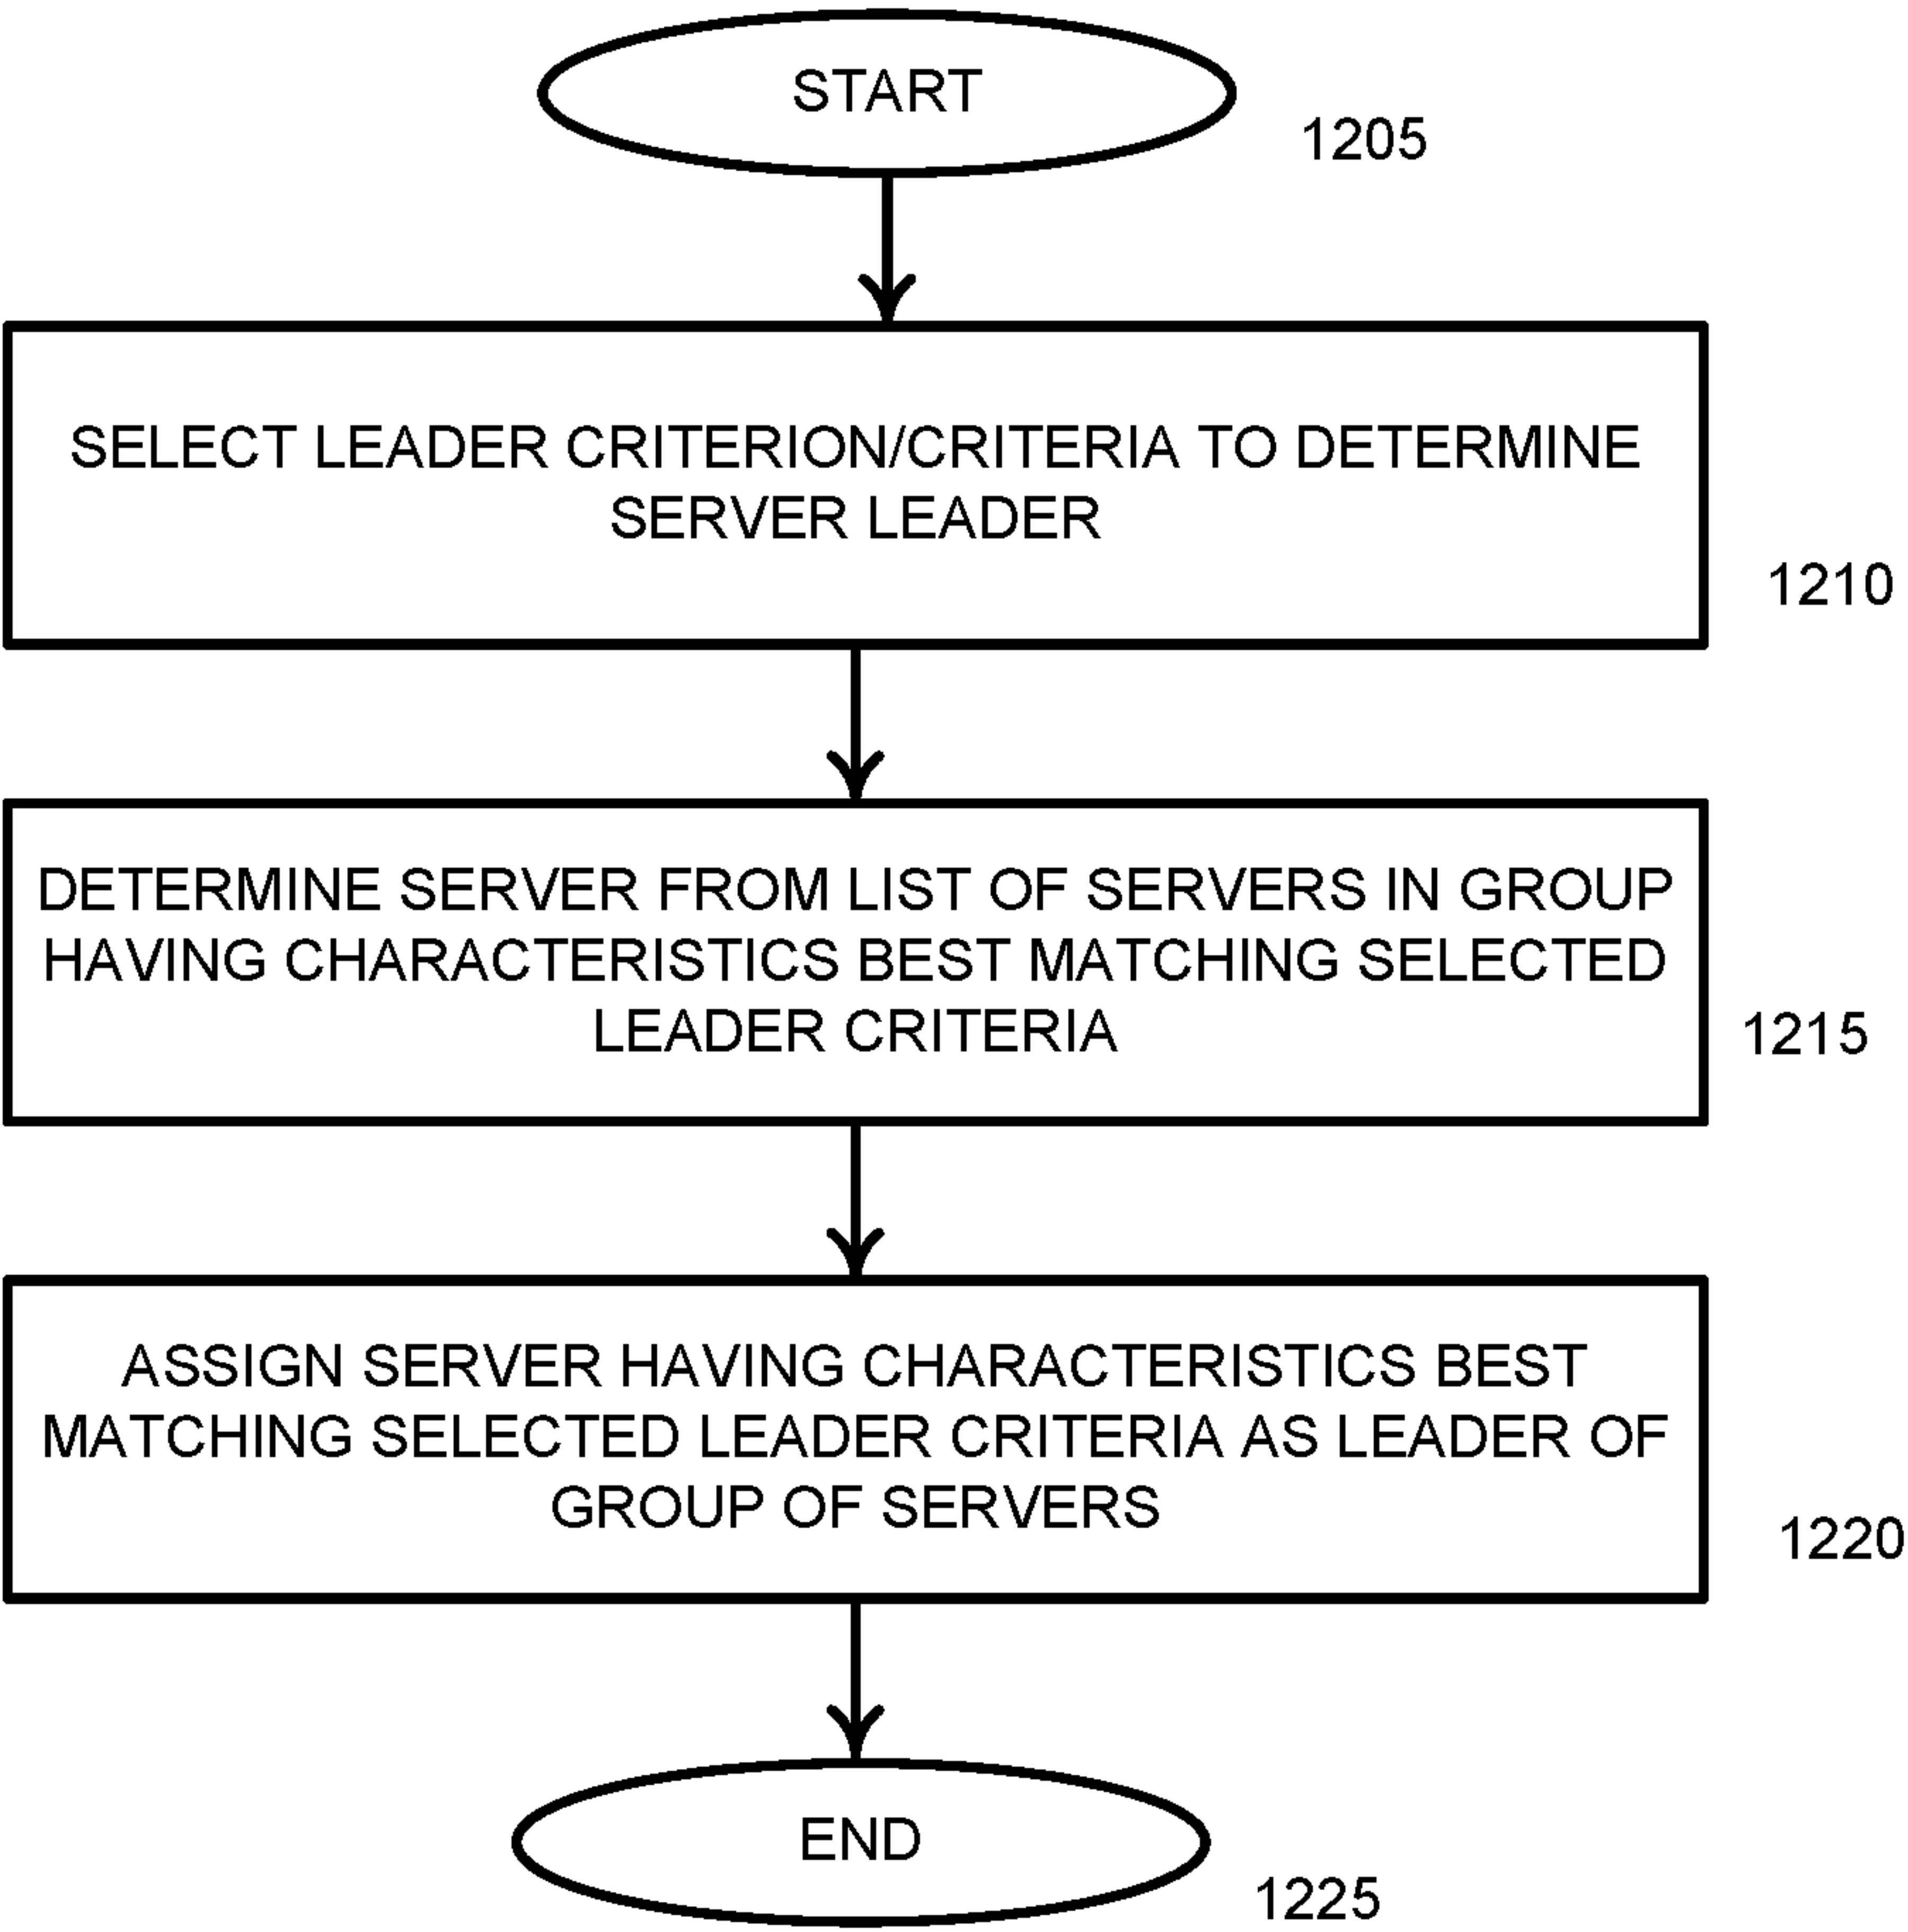 START
1205
SELECT LEADER CRITERION/CRITERIA TO DETERMINE
SERVER LEADER
1210
DETERMINE SERVER FROM LIST OF SERVERS IN GROUP
HAVING CHARACTERISTICS BEST MATCHING SELECTED
LEADER CRITERIA
1215
ASSIGN SERVER HAVING CHARACTERISTICS BEST
MATCHING SELECTED LEADER CRITERIA AS LEADER OF
GROUP OF SERVERS
1220
END
1225